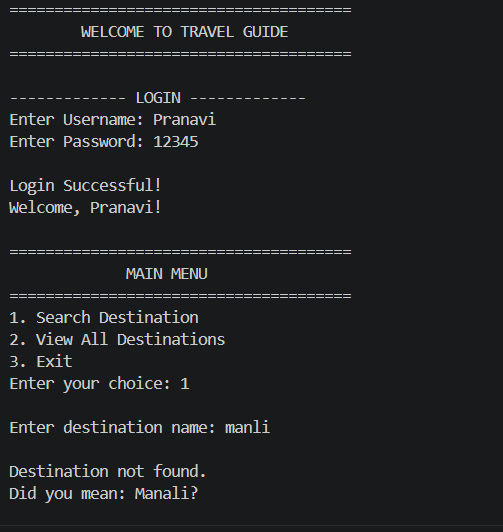 ======================================
WELCOME TO TRAVEL GUIDE
======================================
------------- LOGIN -------------
Enter Username: Pranavi
Enter Password: 12345
Login Successful!
Welcome, Pranavi!
======================================
MAIN MENU
======================================
1. Search Destination
2. View All Destinations
3. Exit
Enter your choice: 1
Enter destination name: manli
Destination not found.
Did you mean: Manali?